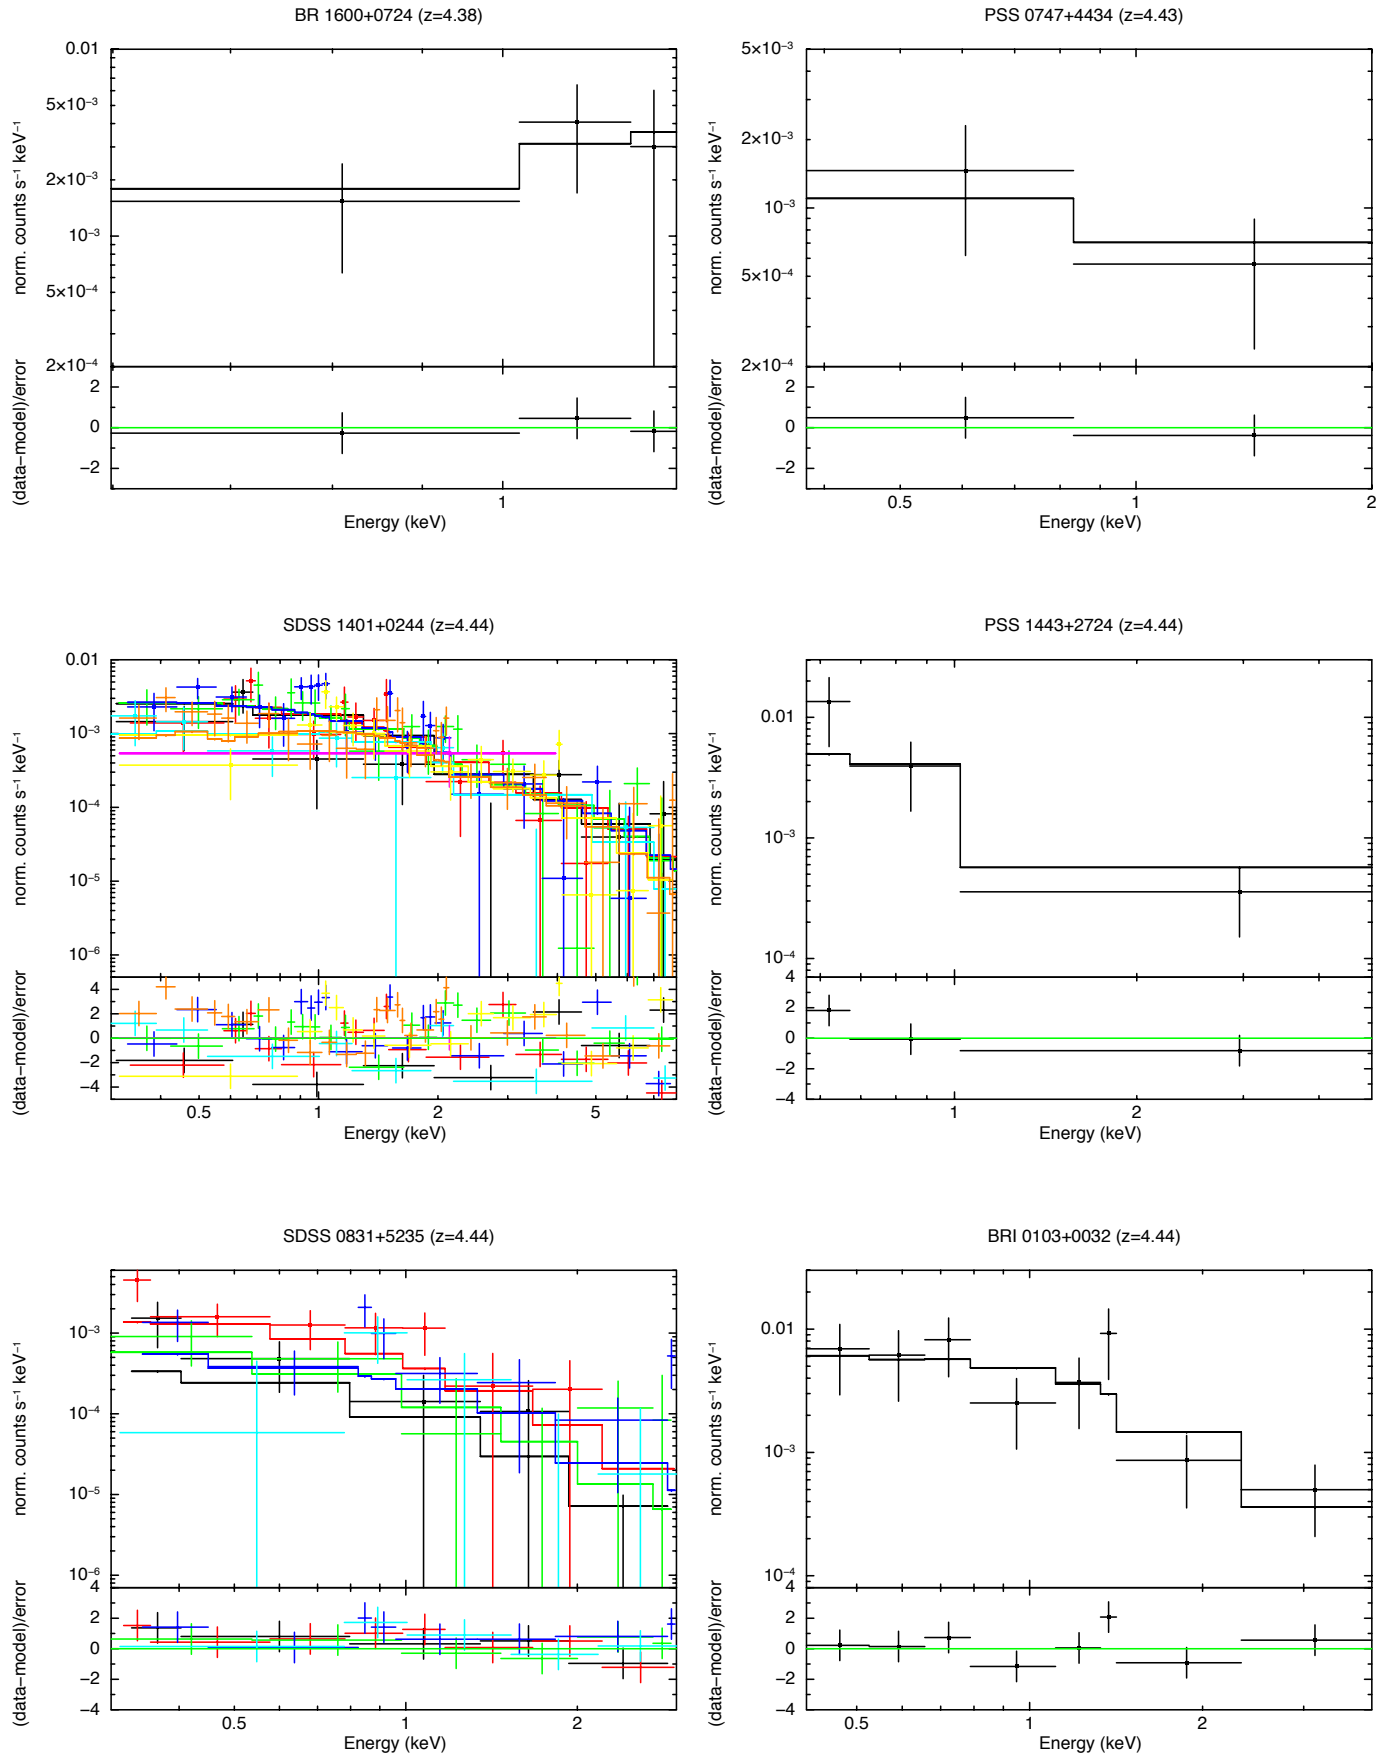 BR 1600+0724 (z=4.38)
0.01
5×10⁻³
2×10⁻³
10⁻³
5×10⁻⁴
2×10⁻⁴
norm. counts s⁻¹ keV⁻¹
2
0
−2
(data−model)/error
1
Energy (keV)
PSS 0747+4434 (z=4.43)
5×10⁻³
2×10⁻³
10⁻³
5×10⁻⁴
2×10⁻⁴
norm. counts s⁻¹ keV⁻¹
2
0
−2
(data−model)/error
0.5 1 2
Energy (keV)
SDSS 1401+0244 (z=4.44)
0.01
10⁻³
10⁻⁴
10⁻⁵
10⁻⁶
norm. counts s⁻¹ keV⁻¹
4
2
0
−2
−4
(data−model)/error
0.5 1 2 5
Energy (keV)
PSS 1443+2724 (z=4.44)
0.01
10⁻³
10⁻⁴
norm. counts s⁻¹ keV⁻¹
4
2
0
−2
−4
(data−model)/error
1 2
Energy (keV)
SDSS 0831+5235 (z=4.44)
10⁻³
10⁻⁴
10⁻⁵
10⁻⁶
norm. counts s⁻¹ keV⁻¹
4
2
0
−2
−4
(data−model)/error
0.5 1 2
Energy (keV)
BRI 0103+0032 (z=4.44)
0.01
10⁻³
10⁻⁴
norm. counts s⁻¹ keV⁻¹
4
2
0
−2
−4
(data−model)/error
0.5 1 2
Energy (keV)